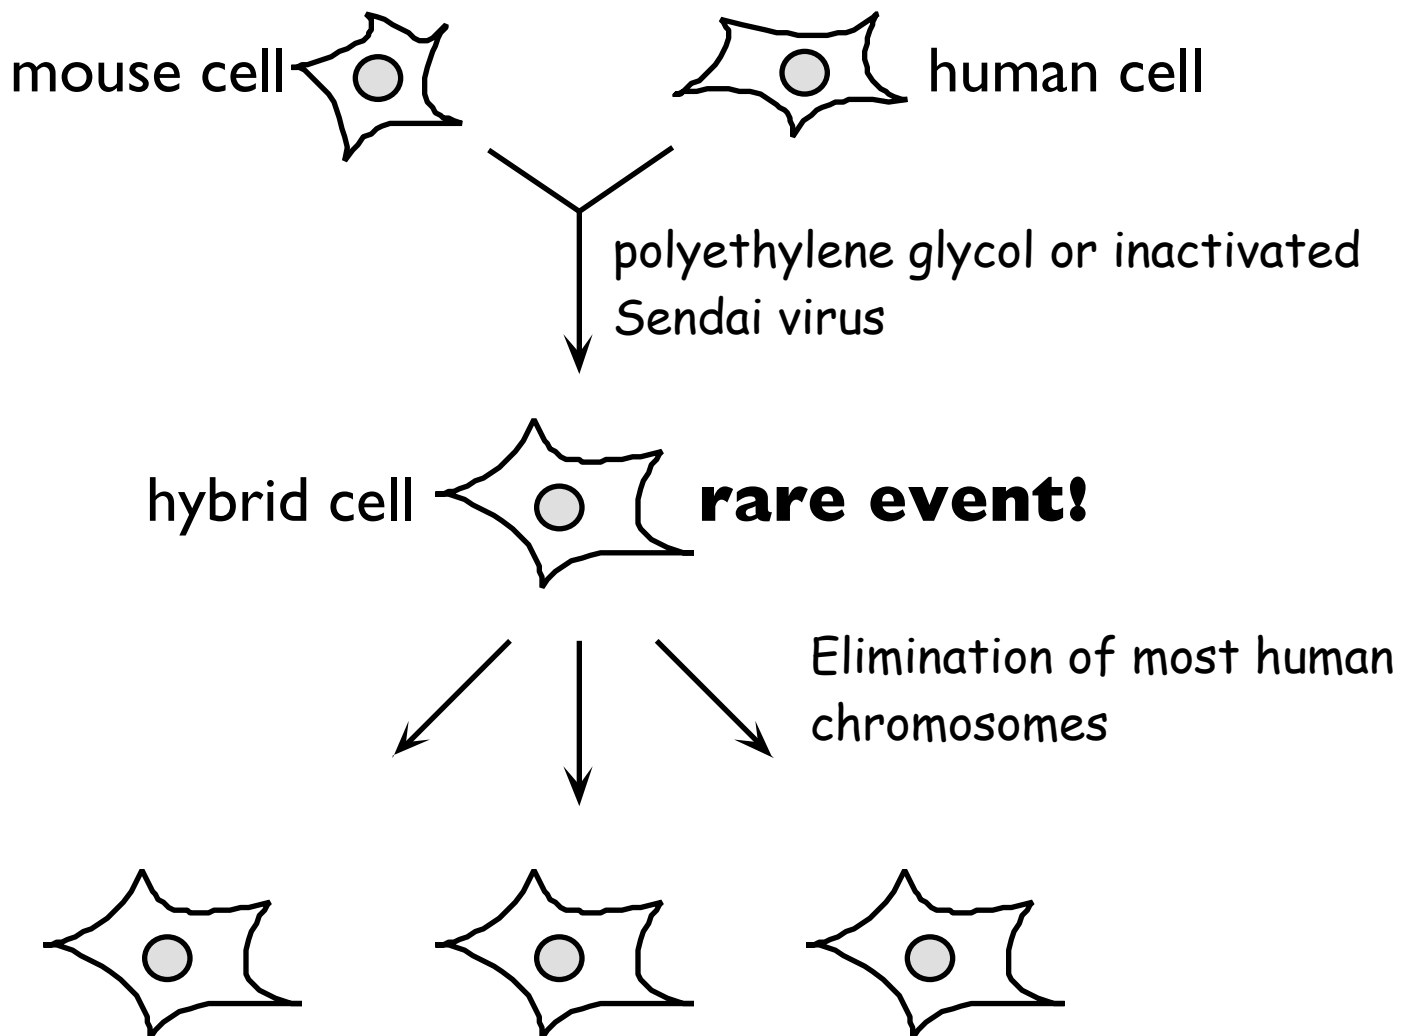 mouse cell
human cell
polyethylene glycol or inactivated
Sendai virus
hybrid cell
rare event!
Elimination of most human
chromosomes